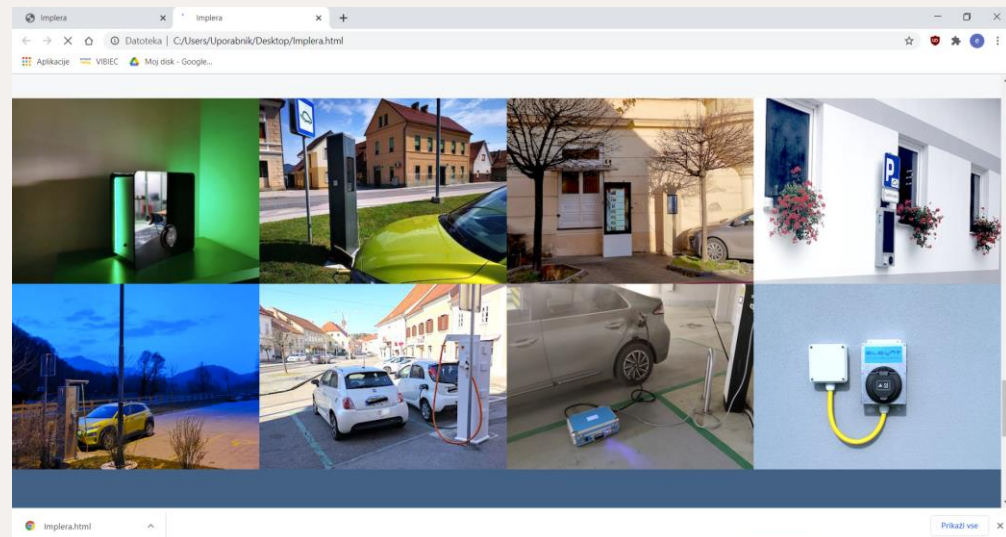 Implera
Implera
Datoteka | C:/Users/Uporabnik/Desktop/Implera.html
Aplikacije VIBIEC Moj disk - Google...
P
Implera.html
Prikaži vse